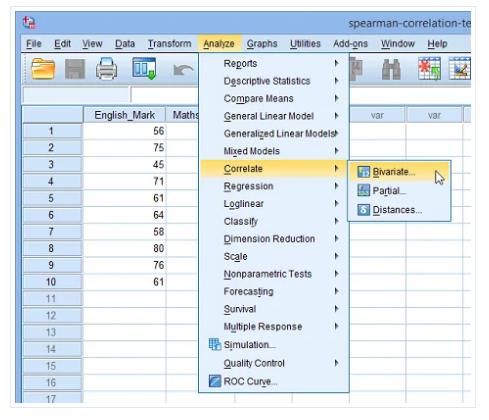 spearman-correlation-te
File Edit View Data Transform Analyze Graphs Utilities Add-ons Window Help
English_Mark Maths var var
Reports
Descriptive Statistics
Compare Means
General Linear Model
Generalized Linear Models
Mixed Models
Correlate
Regression
Loglinear
Classify
Dimension Reduction
Scale
Nonparametric Tests
Forecasting
Survival
Multiple Response
Simulation...
Quality Control
ROC Curve...
Bivariate...
Partial...
Distances...
1 56
2 75
3 45
4 71
5 61
6 64
7 58
8 80
9 76
10 61
11
12
13
14
15
16
17